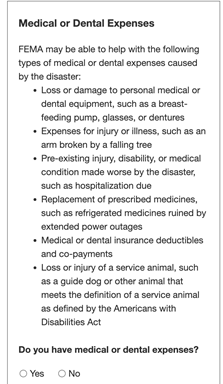 Medical or Dental Expenses
FEMA may be able to help with the following
types of medical or dental expenses caused
by the disaster:
• Loss or damage to personal medical or
dental equipment, such as a breast-
feeding pump, glasses, or dentures
• Expenses for injury or illness, such as an
arm broken by a falling tree
• Pre-existing injury, disability, or medical
condition made worse by the disaster,
such as hospitalization due
• Replacement of prescribed medicines,
such as refrigerated medicines ruined by
extended power outages
• Medical or dental insurance deductibles
and co-payments
• Loss or injury of a service animal, such
as a guide dog or other animal that
meets the definition of a service animal
as defined by the Americans with
Disabilities Act
Do you have medical or dental expenses?
Yes No